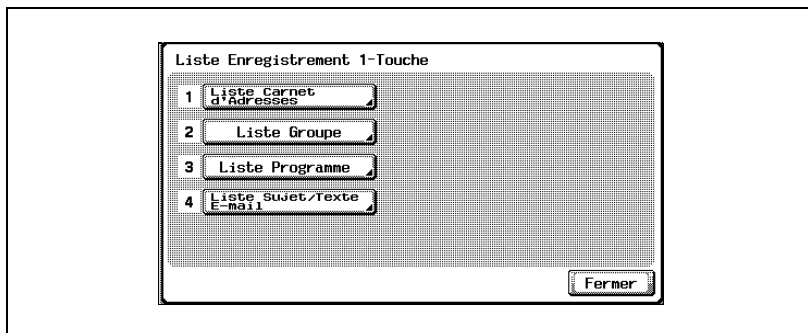 Liste Enregistrement 1-Touche
1 Liste Carnet
d'Adresses
2 Liste Groupe
3 Liste Programme
4 Liste Sujet/Texte
E-mail
Fermer